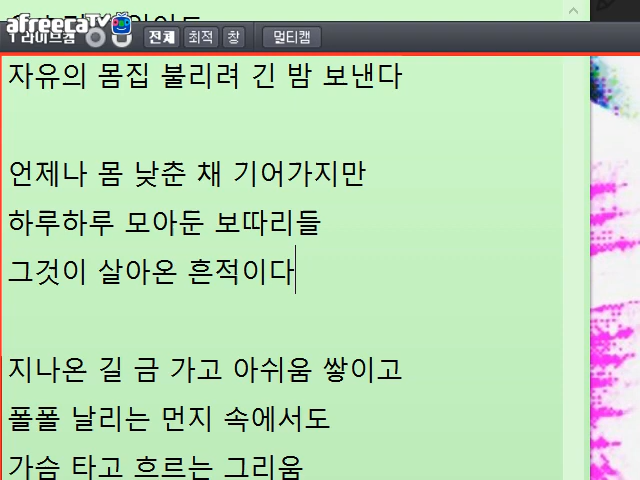 afreecaTV
1 라이브캠 전체 최적 창 멀티캠
자유의 몸집 불리려 긴 밤 보낸다
언제나 몸 낮춘 채 기어가지만
하루하루 모아둔 보따리들
그것이 살아온 흔적이다
지나온 길 금 가고 아쉬움 쌓이고
폴폴 날리는 먼지 속에서도
가슴 타고 흐르는 그리움